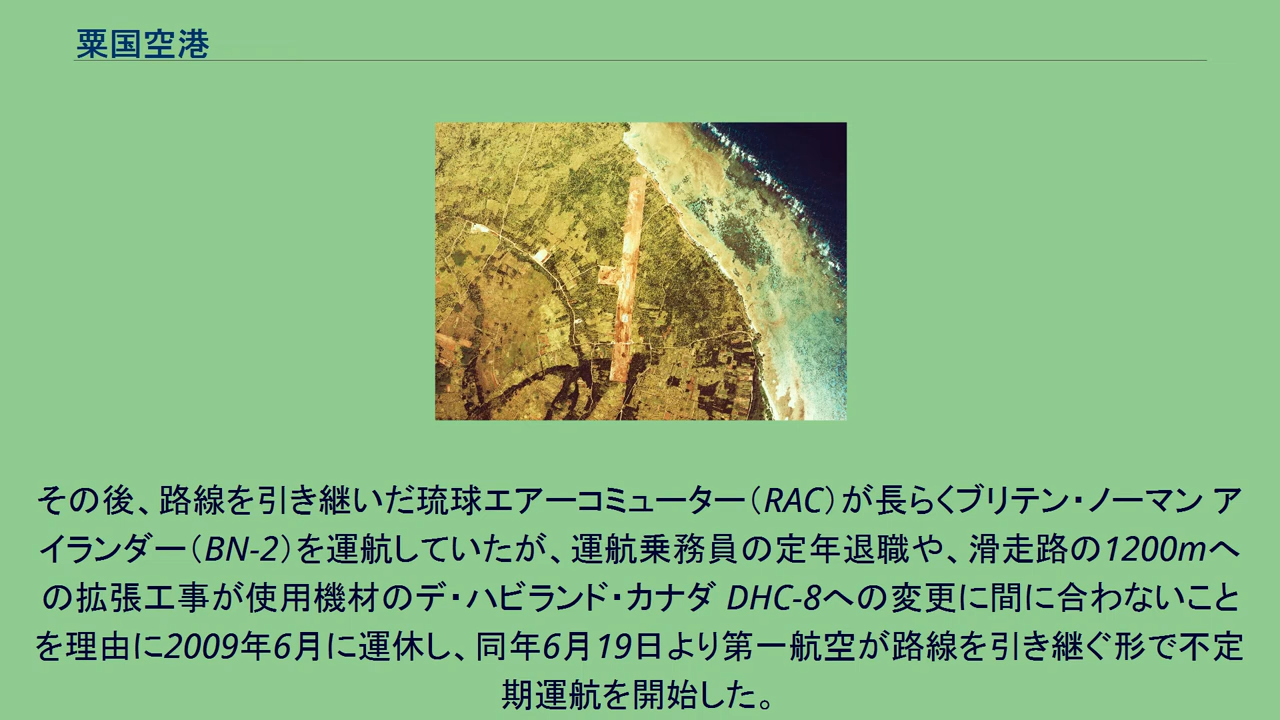 粟国空港
その後、路線を引き継いだ琉球エアーコミューター（RAC）が長らくブリテン・ノーマン ア
イランダー（BN-2）を運航していたが、運航乗務員の定年退職や、滑走路の1200mへ
の拡張工事が使用機材のデ・ハビランド・カナダ DHC-8への変更に間に合わないこと
を理由に2009年6月に運休し、同年6月19日より第一航空が路線を引き継ぐ形で不定
期運航を開始した。